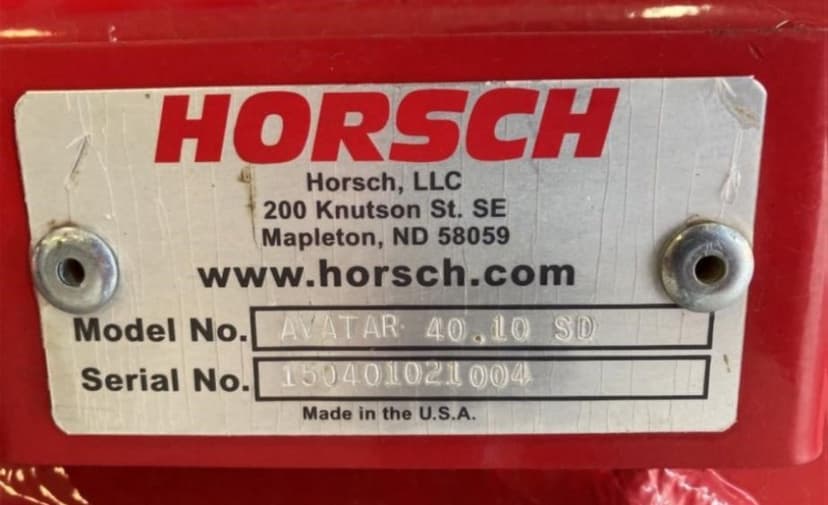 HORSCH
Horsch, LLC
200 Knutson St. SE
Mapleton, ND 58059
www.horsch.com
Model No. AVATAR 40.10 SD
Serial No. 150401021004
Made in the U.S.A.